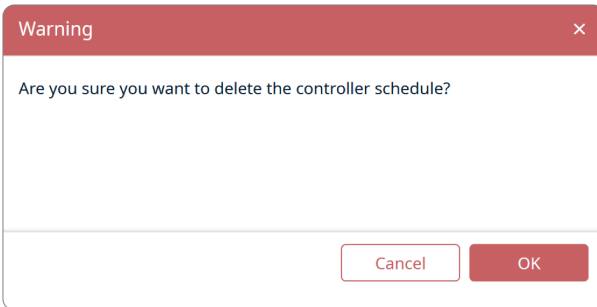 Warning
Are you sure you want to delete the controller schedule?
Cancel
OK